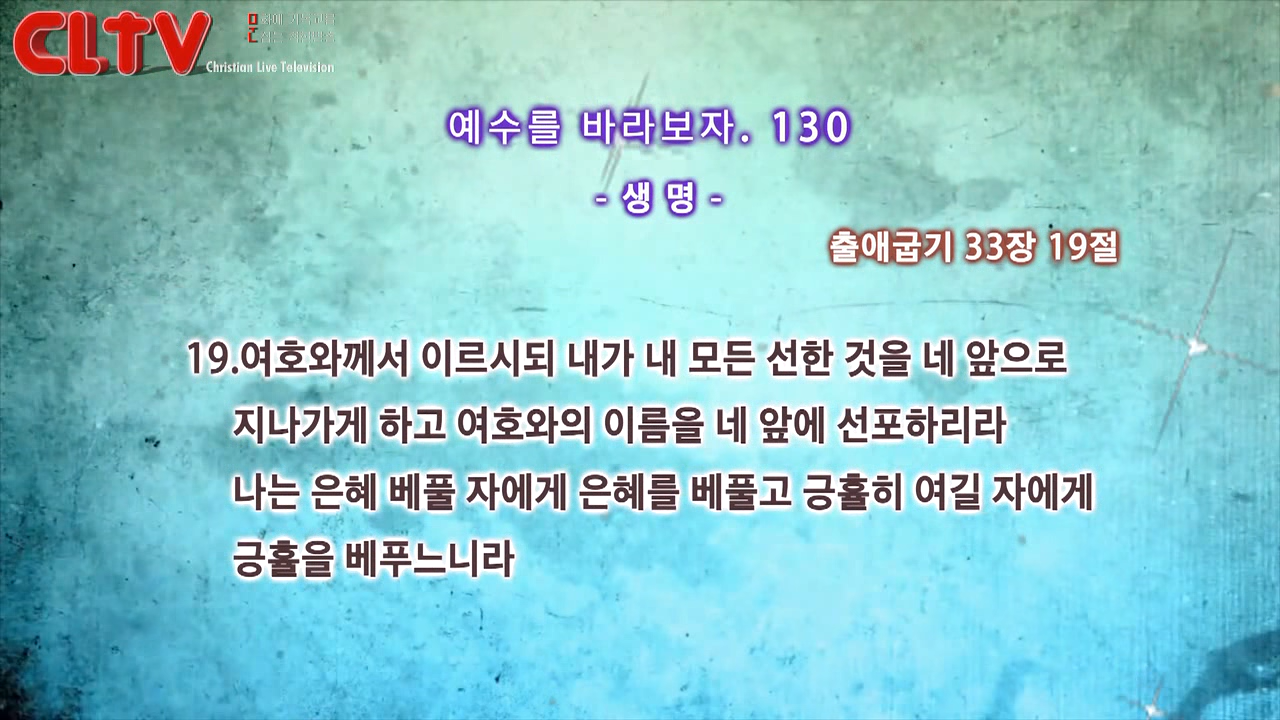 CLTV
Christian Live Television
예수를 바라보자. 130
- 생 명 -
출애굽기 33장 19절
19.여호와께서 이르시되 내가 내 모든 선한 것을 네 앞으로
지나가게 하고 여호와의 이름을 네 앞에 선포하리라
나는 은혜 베풀 자에게 은혜를 베풀고 긍휼히 여길 자에게
긍휼을 베푸느니라